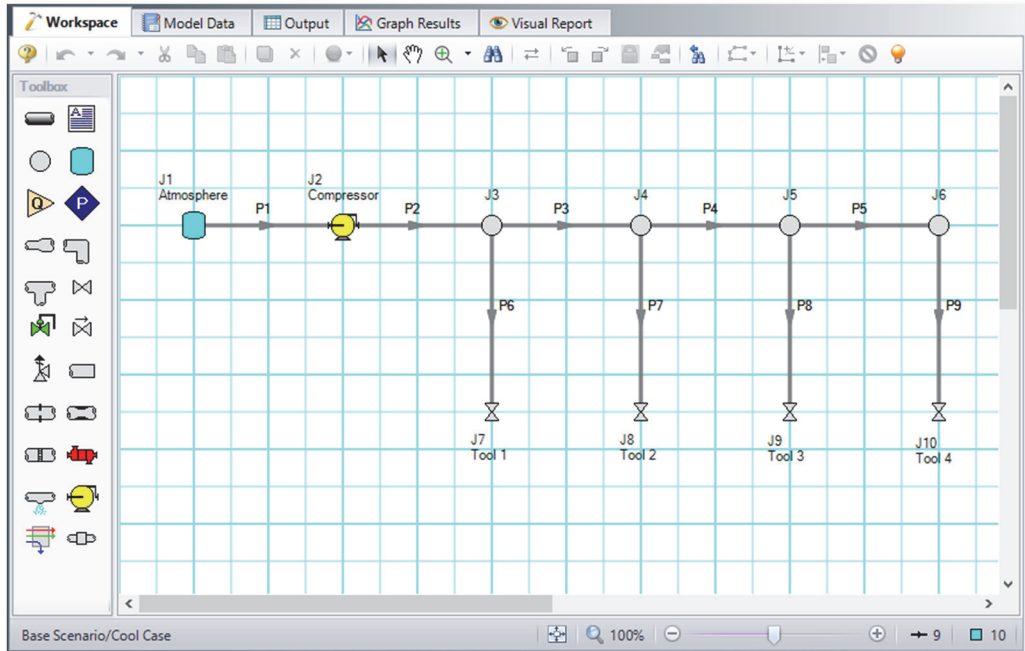 Workspace Model Data Output Graph Results Visual Report
Toolbox
A
Q P
J1
Atmosphere
J2
Compressor
J3 J4 J5 J6
P1 P2 P3 P4 P5
P6 P7 P8 P9
J7
Tool 1
J8
Tool 2
J9
Tool 3
J10
Tool 4
Base Scenario/Cool Case 100% 9 10